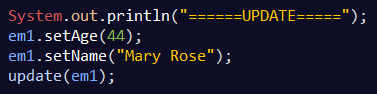 System.out.println("======UPDATE=====");
em1.setAge(44);
em1.setName("Mary Rose");
update(em1);